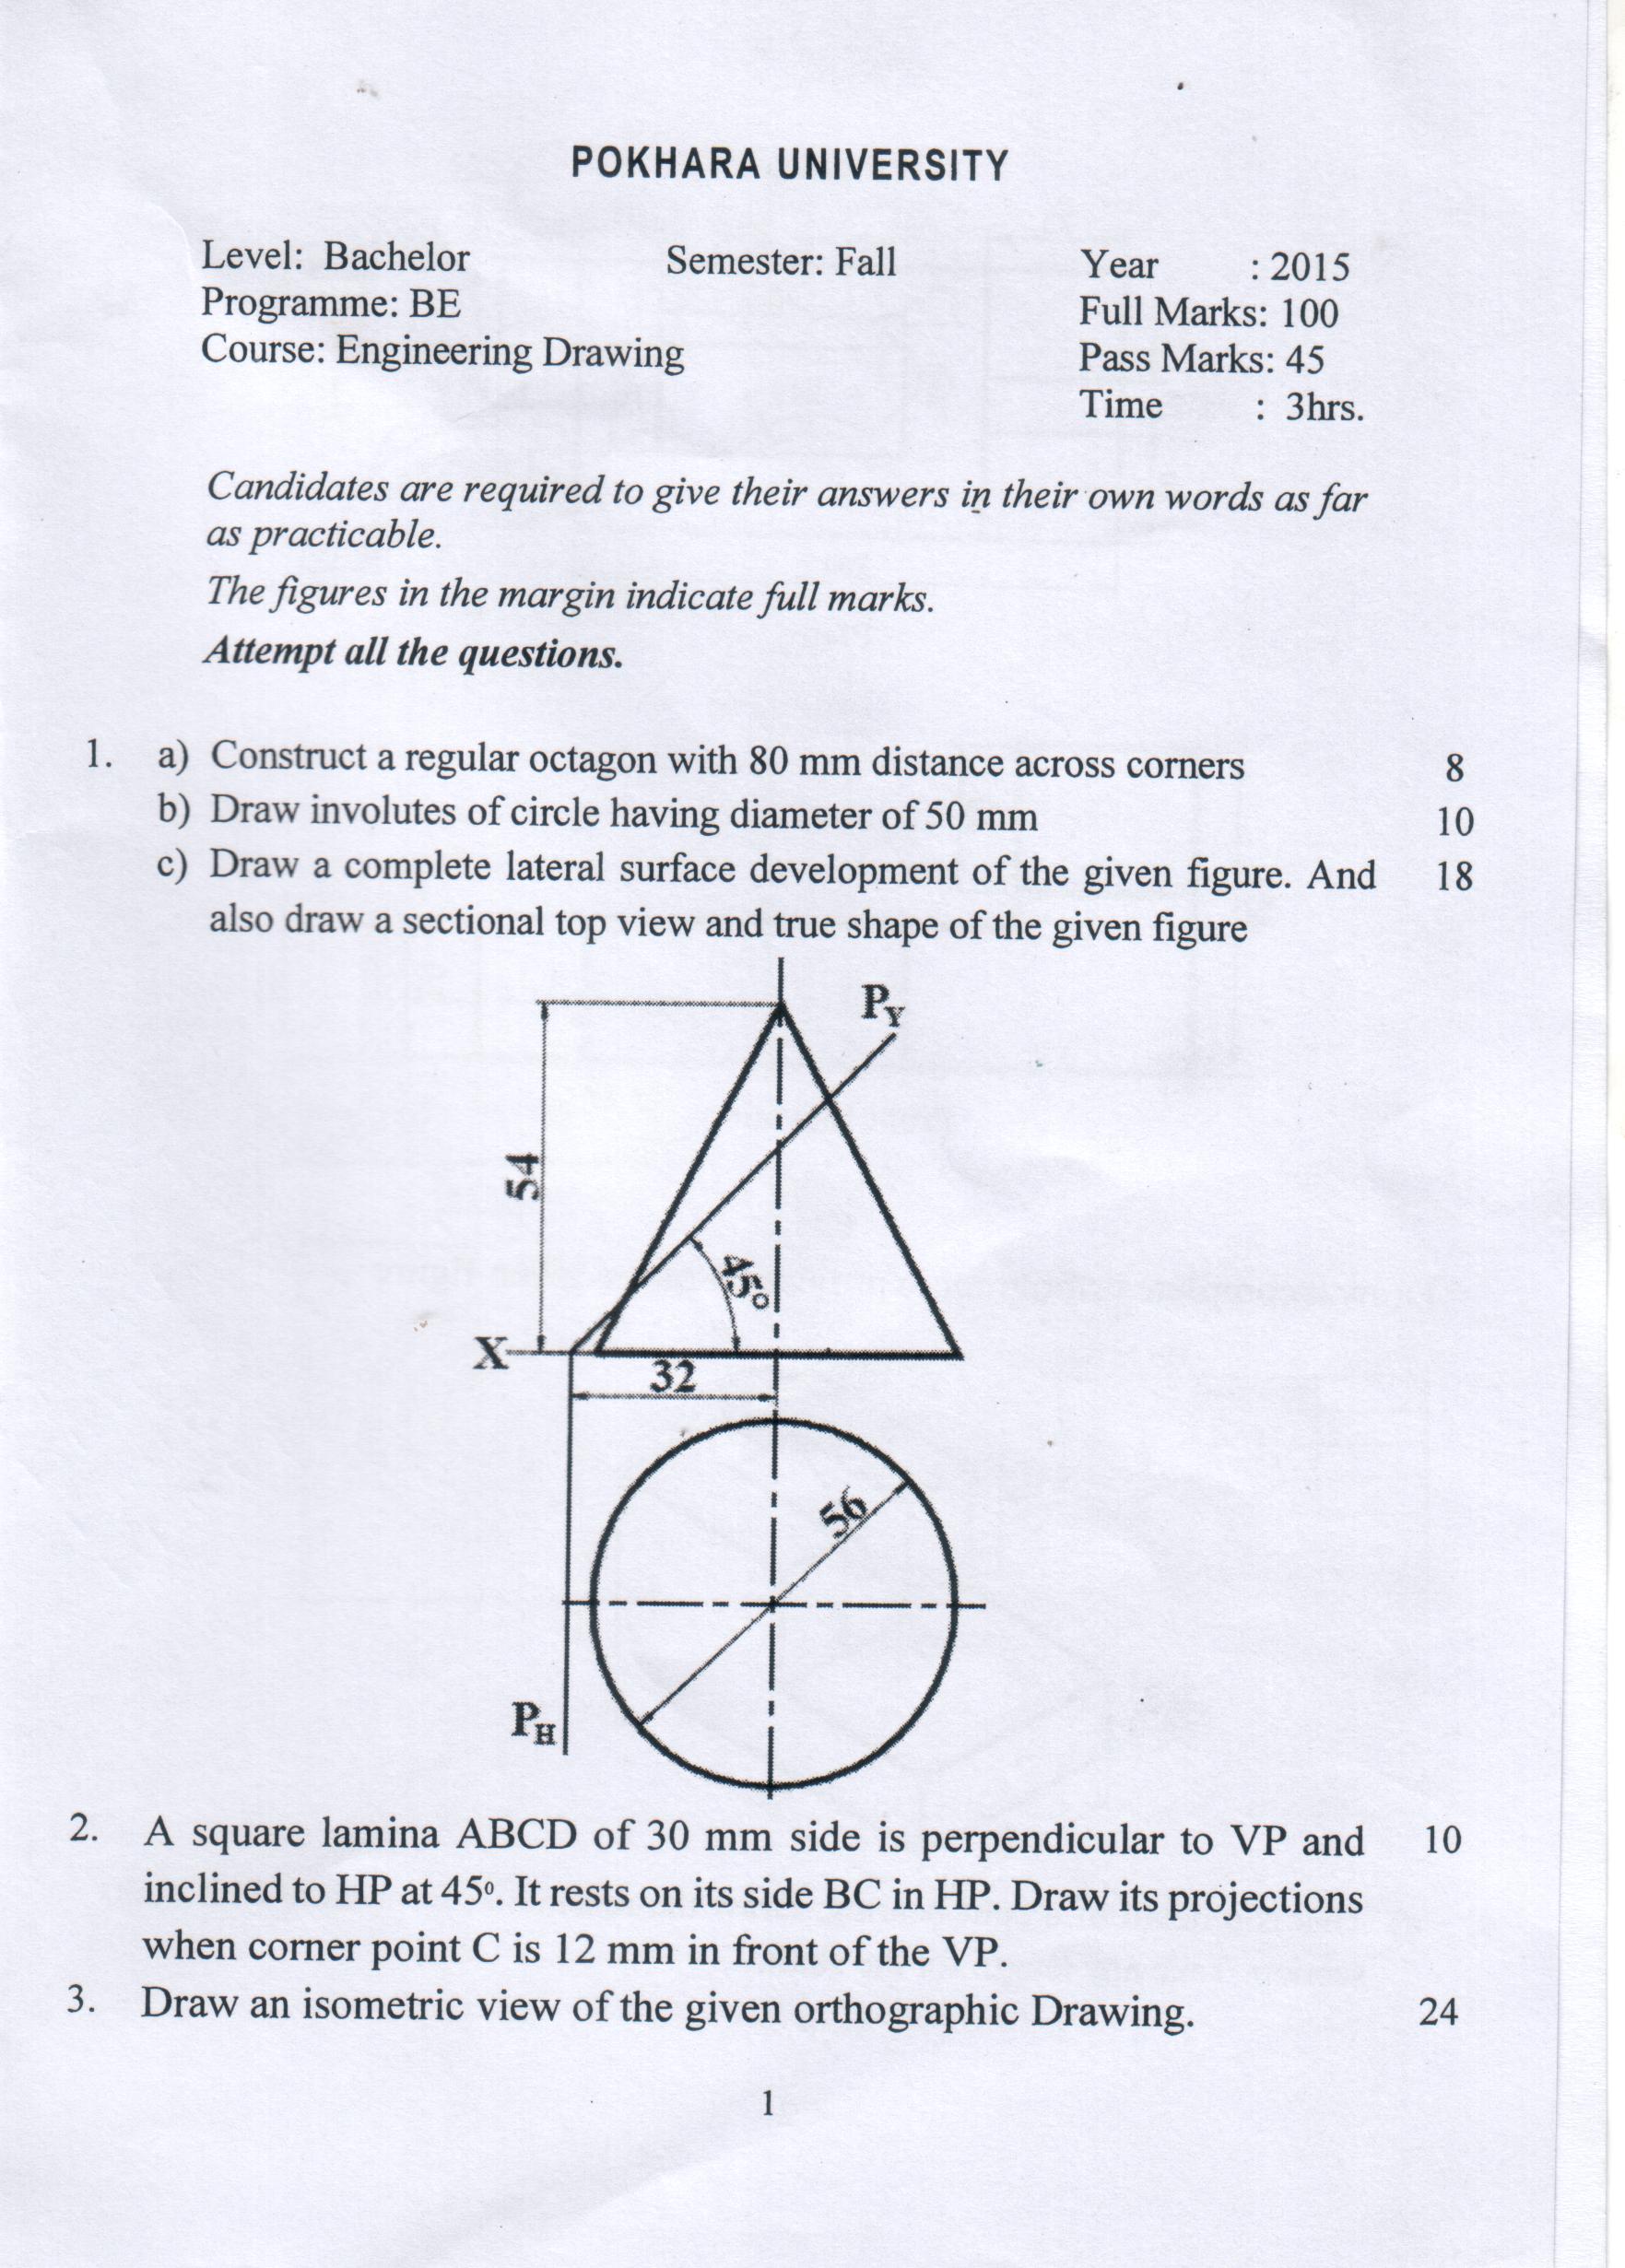 POKHARA UNIVERSITY
Level: Bachelor Semester: Fall Year : 2015
Programme: BE Full Marks: 100
Course: Engineering Drawing Pass Marks: 45
Time : 3hrs.
Candidates are required to give their answers in their own words as far
as practicable.
The figures in the margin indicate full marks.
Attempt all the questions.
1. a) Construct a regular octagon with 80 mm distance across corners 8
b) Draw involutes of circle having diameter of 50 mm 10
c) Draw a complete lateral surface development of the given figure. And 18
also draw a sectional top view and true shape of the given figure
PY
54
45°
X
32
56
PH
2. A square lamina ABCD of 30 mm side is perpendicular to VP and 10
inclined to HP at 45º. It rests on its side BC in HP. Draw its projections
when corner point C is 12 mm in front of the VP.
3. Draw an isometric view of the given orthographic Drawing. 24
1